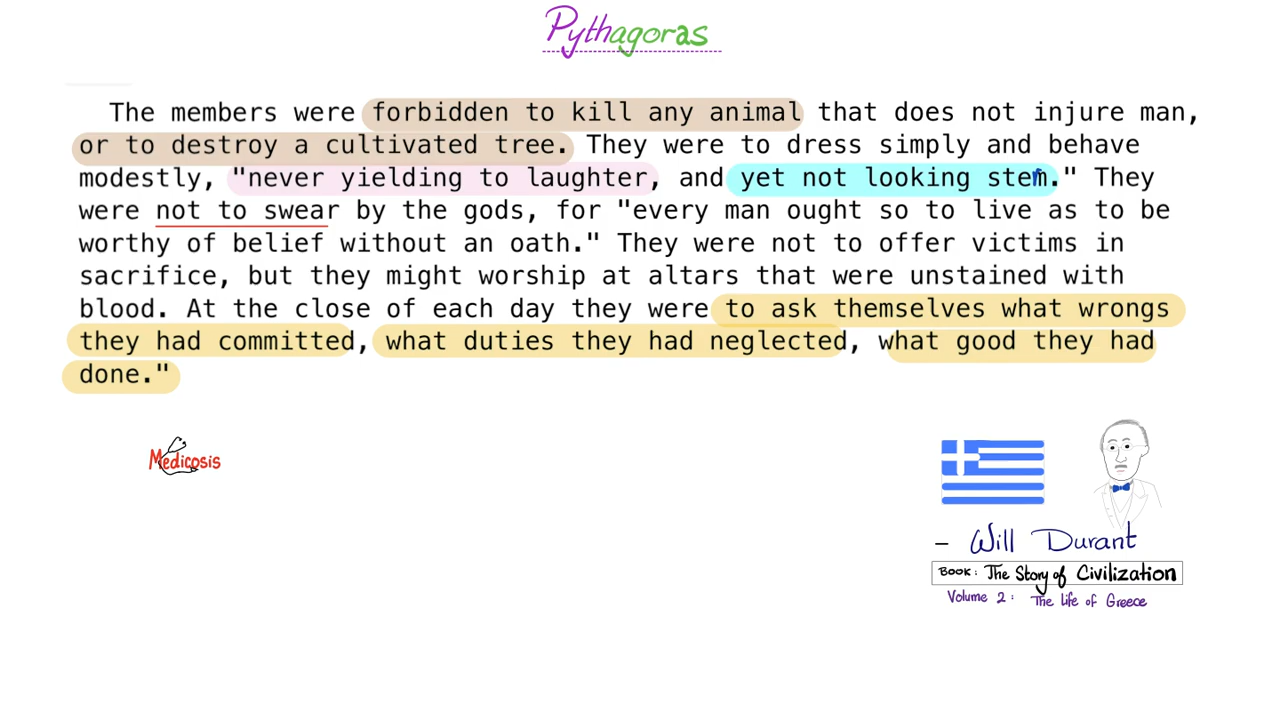 Pythagoras
The members were forbidden to kill any animal that does not injure man,
or to destroy a cultivated tree. They were to dress simply and behave
modestly, "never yielding to laughter, and yet not looking stem." They
were not to swear by the gods, for "every man ought so to live as to be
worthy of belief without an oath." They were not to offer victims in
sacrifice, but they might worship at altars that were unstained with
blood. At the close of each day they were to ask themselves what wrongs
they had committed, what duties they had neglected, what good they had
done."
Medicosis
– Will Durant
Book: The Story of Civilization
Volume 2: The Life of Greece